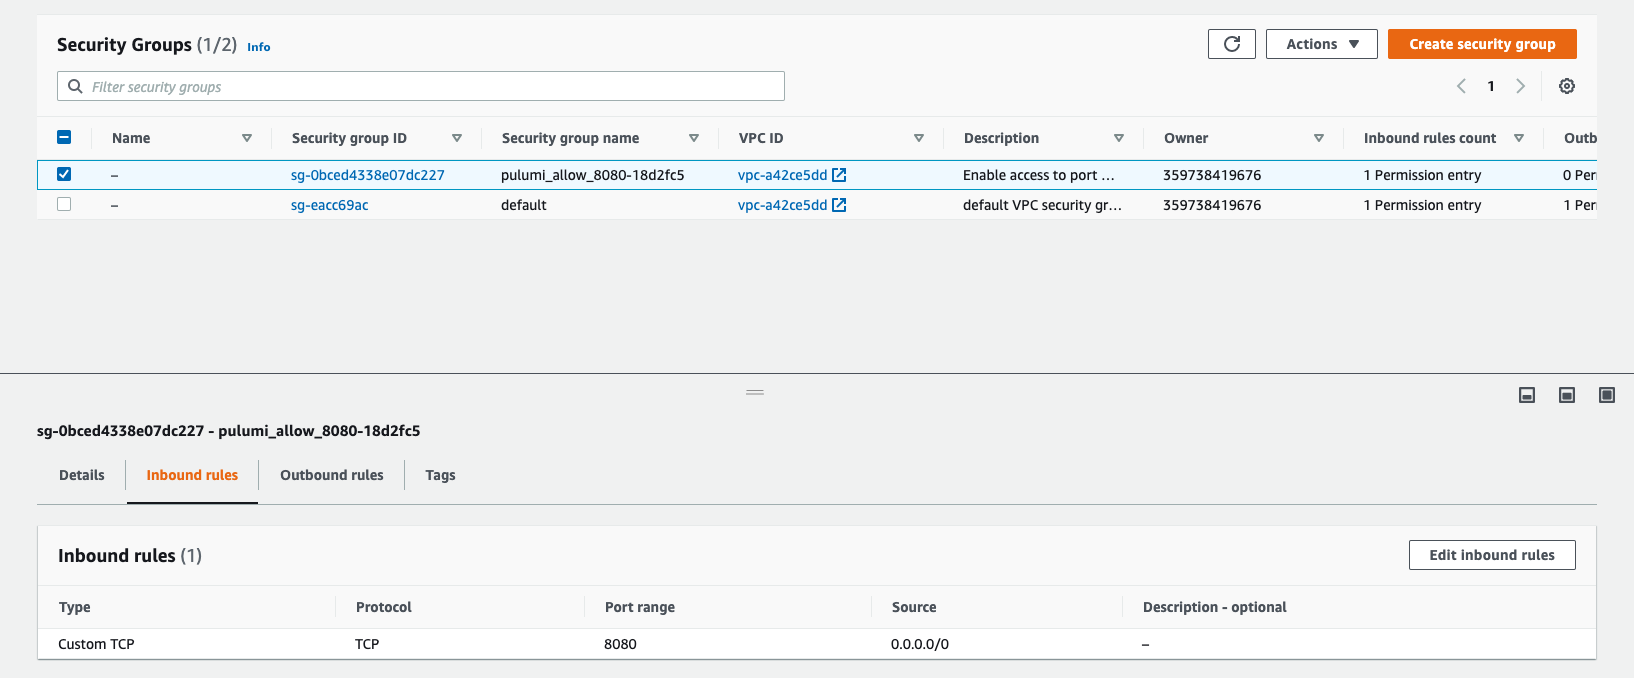 Security Groups (1/2) Info
Actions
Create security group
Filter security groups
1
Name Security group ID Security group name VPC ID Description Owner Inbound rules count Outb
– sg-0bced4338e07dc227 pulumi_allow_8080-18d2fc5 vpc-a42ce5dd Enable access to port ... 359738419676 1 Permission entry 0 Per
– sg-eacc69ac default vpc-a42ce5dd default VPC security gr... 359738419676 1 Permission entry 1 Per
sg-0bced4338e07dc227 - pulumi_allow_8080-18d2fc5
Details Inbound rules Outbound rules Tags
Inbound rules (1)
Edit inbound rules
Type Protocol Port range Source Description - optional
Custom TCP TCP 8080 0.0.0.0/0 –